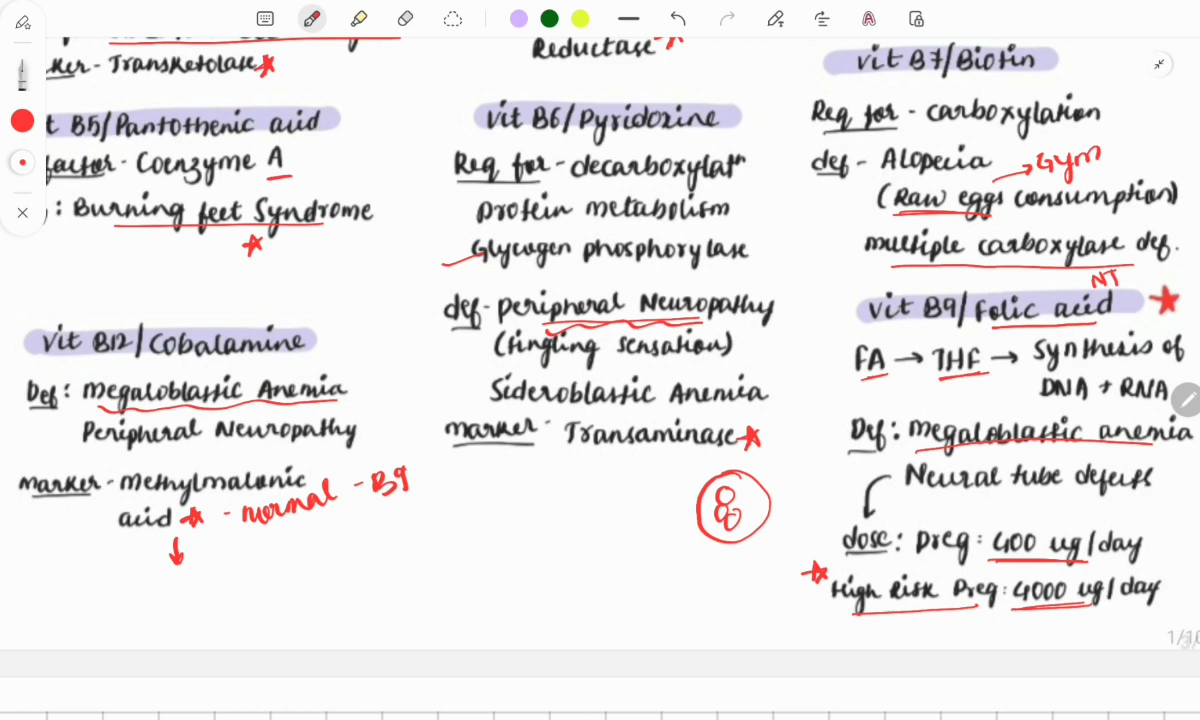 Reductase
ker - Transketolase
t B5/Pantothenic acid
factor - Coenzyme A
: Burning feet Syndrome
vit B12/Cobalamine
Def: Megaloblastic Anemia
Peripheral Neuropathy
marker - Methylmalonic
acid - normal - B9
vit B6/Pyridoxine
Req for - decarboxylatn
protein metabolism
Glycogen phosphorylase
def - Peripheral Neuropathy
(tingling sensation)
Sideroblastic Anemia
marker - Transaminase
8
vit B7/Biotin
Req for - carboxylation
def - Alopecia
Gym
(Raw eggs consumption)
multiple carboxylase def.
NT
vit B9/Folic acid
FA → THF → Synthesis of
DNA + RNA
Def: Megaloblastic anemia
Neural tube defects
dose: Preg: 400 ug/day
High Risk Preg: 4000 ug/day